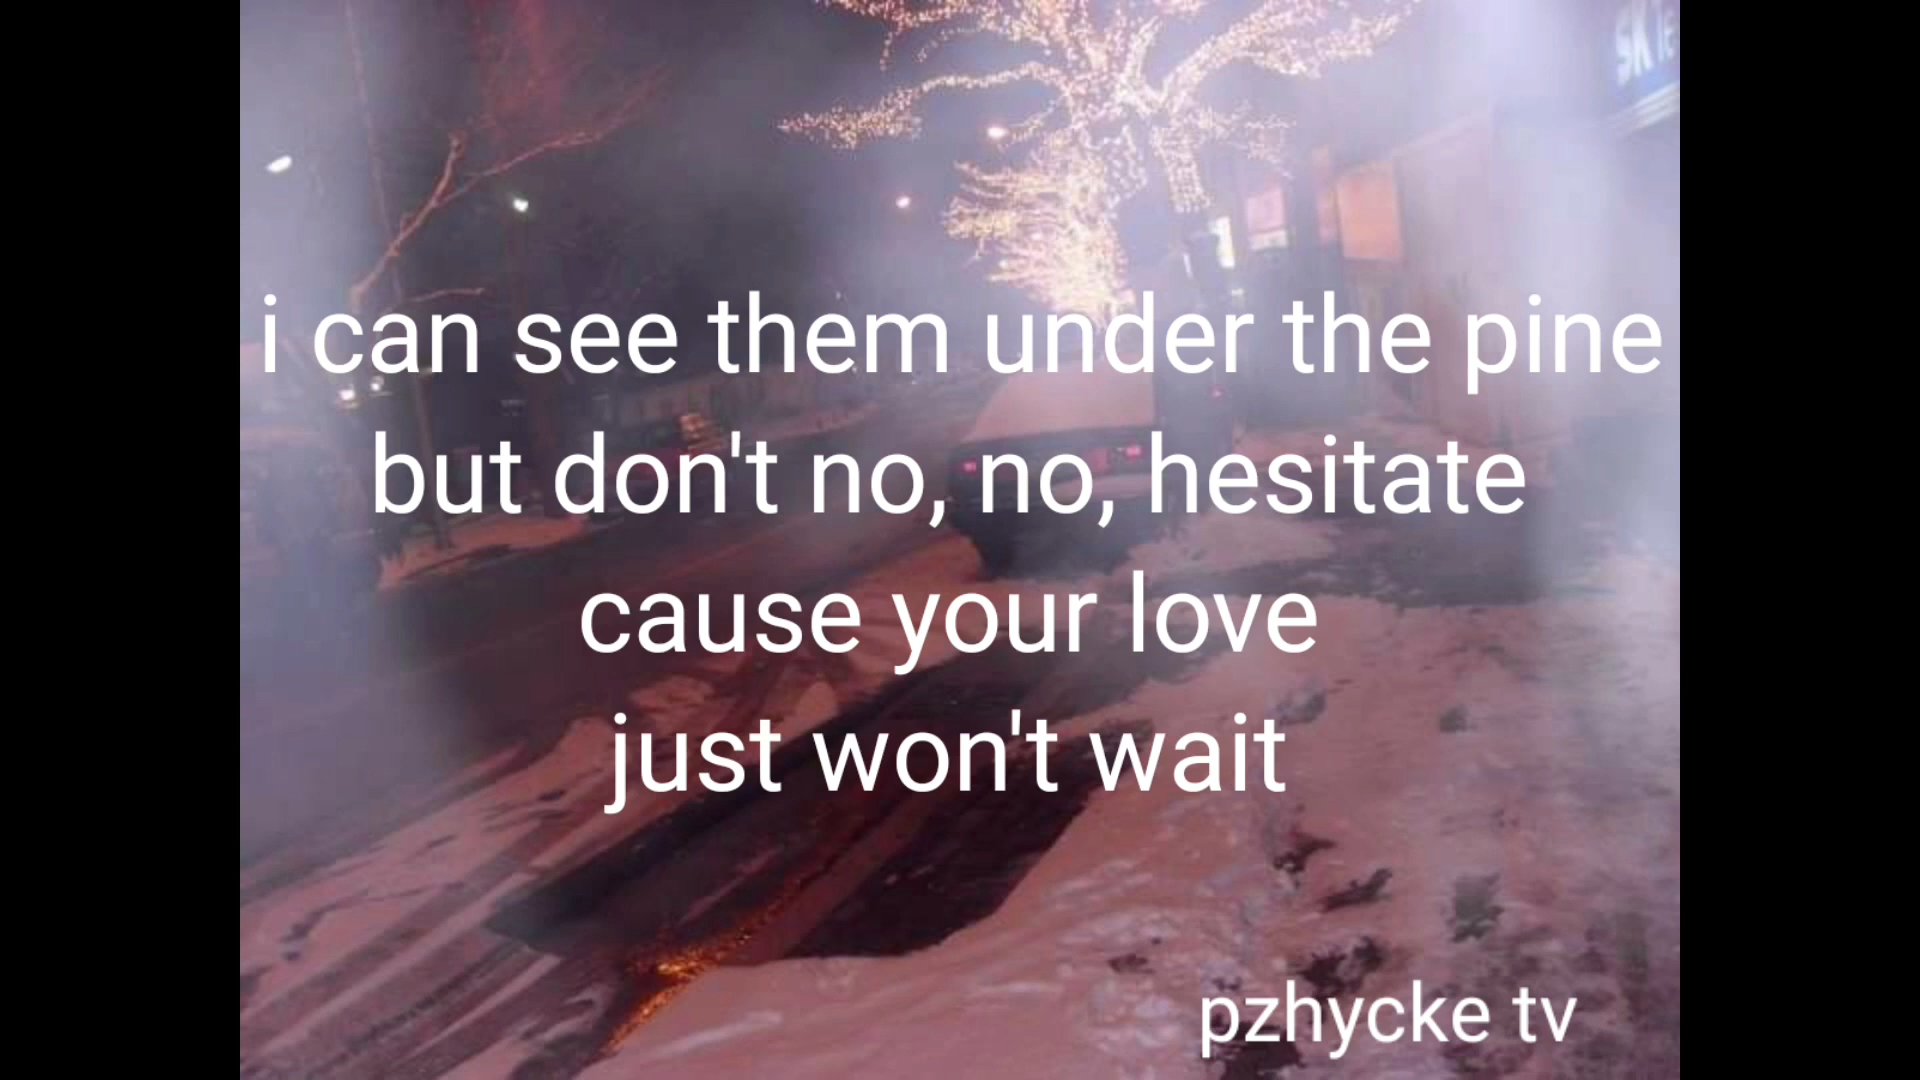 i can see them under the pine
but don't no, no, hesitate
cause your love
just won't wait
pzhycke tv